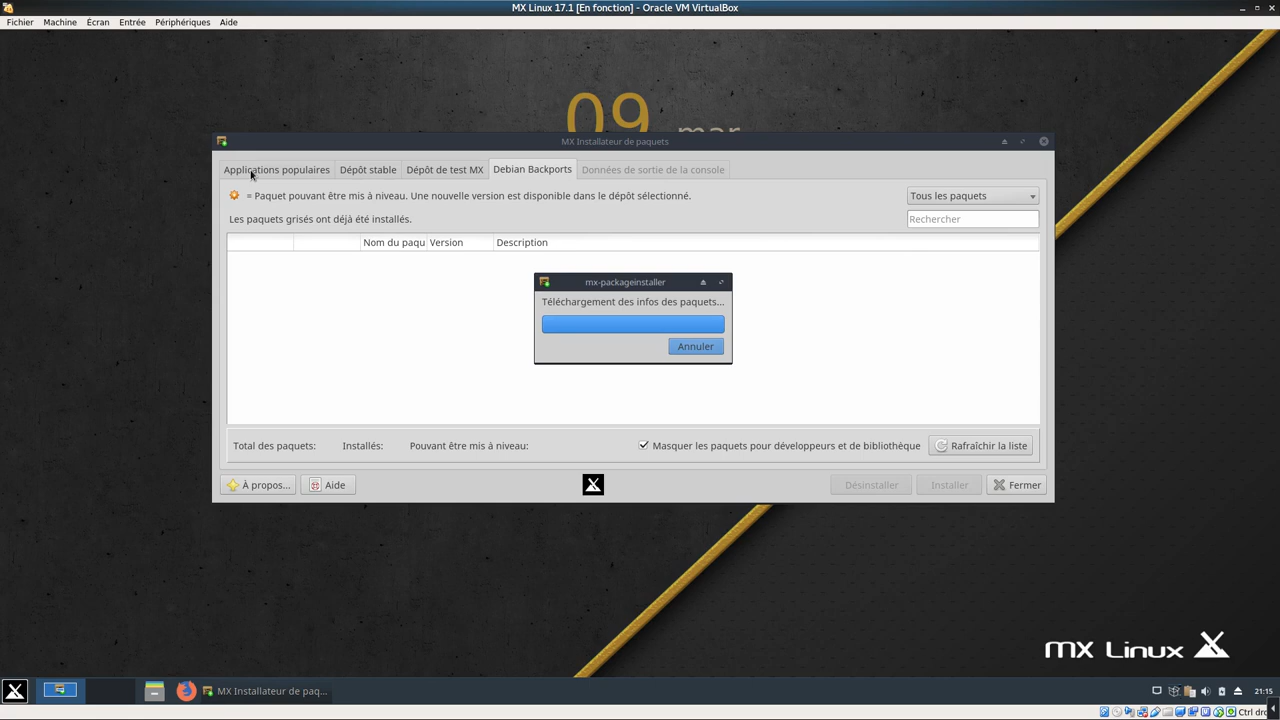 MX Linux 17.1 [En fonction] - Oracle VM VirtualBox
Fichier Machine Écran Entrée Périphériques Aide
09
mar
MX Installateur de paquets
Applications populaires Dépôt stable Dépôt de test MX Debian Backports Données de sortie de la console
= Paquet pouvant être mis à niveau. Une nouvelle version est disponible dans le dépôt sélectionné. Tous les paquets
Les paquets grisés ont déjà été installés. Rechercher
Nom du paqu Version Description
mx-packageinstaller
Téléchargement des infos des paquets...
Annuler
Total des paquets: Installés: Pouvant être mis à niveau: Masquer les paquets pour développeurs et de bibliothèque Rafraîchir la liste
À propos... Aide Désinstaller Installer Fermer
MX Linux
MX Installateur de paq... 21:15